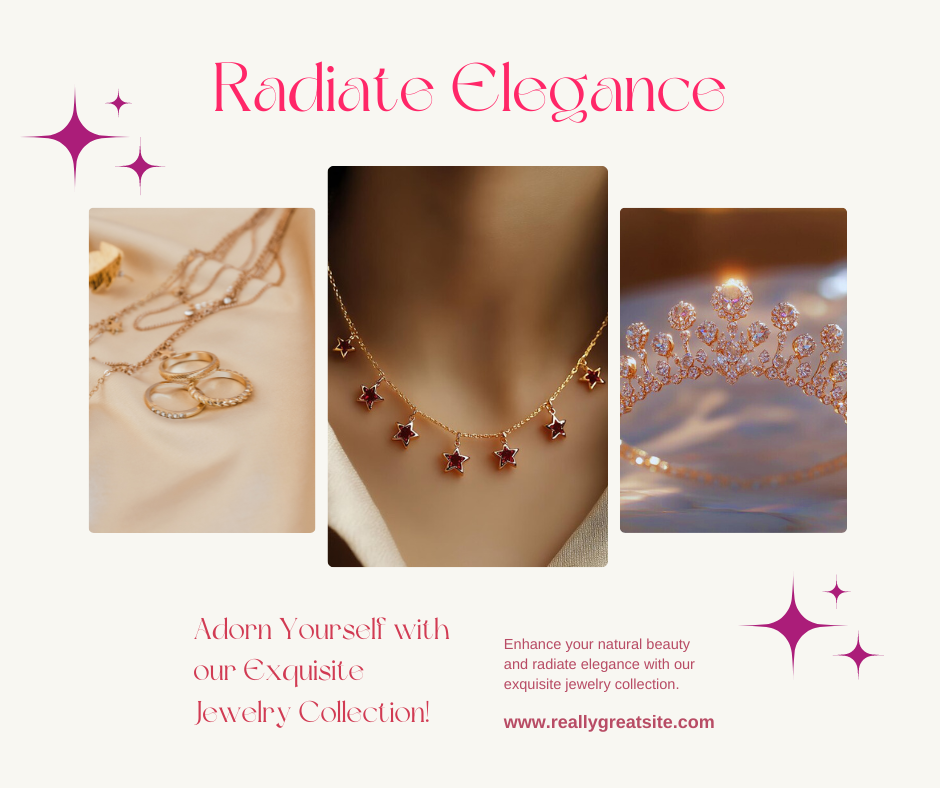 Radiate Elegance
Adorn Yourself with
our Exquisite
Jewelry Collection!
Enhance your natural beauty
and radiate elegance with our
exquisite jewelry collection.
www.reallygreatsite.com